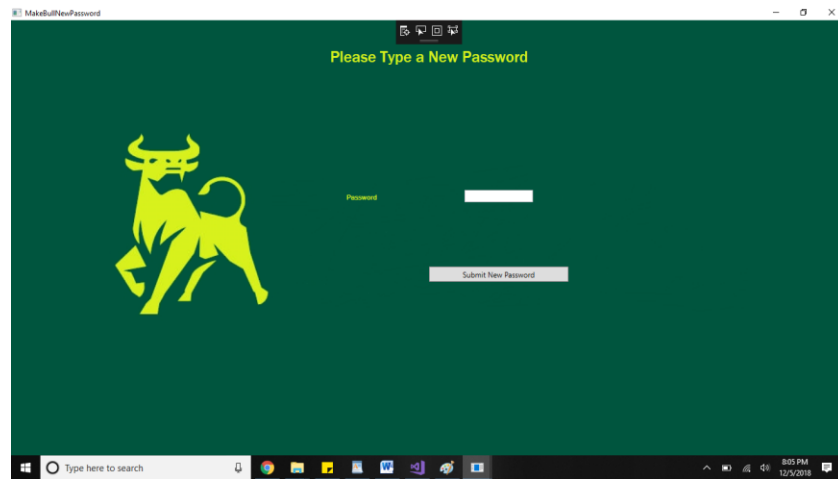 MakeBullNewPassword
Please Type a New Password
Password
Submit New Password
Type here to search
8:05 PM
12/5/2018